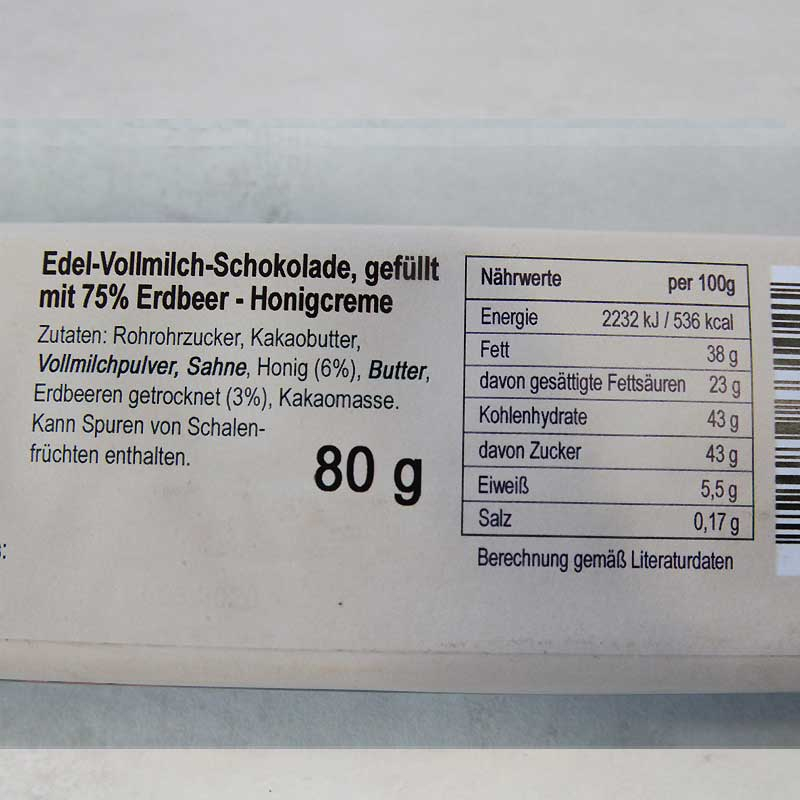 Edel-Vollmilch-Schokolade, gefüllt
mit 75% Erdbeer - Honigcreme
Zutaten: Rohrohrzucker, Kakaobutter,
Vollmilchpulver, Sahne, Honig (6%), Butter,
Erdbeeren getrocknet (3%), Kakaomasse.
Kann Spuren von Schalen-
früchten enthalten.
80 g
Nährwerte per 100g
Energie 2232 kJ / 536 kcal
Fett 38 g
davon gesättigte Fettsäuren 23 g
Kohlenhydrate 43 g
davon Zucker 43 g
Eiweiß 5,5 g
Salz 0,17 g
Berechnung gemäß Literaturdaten